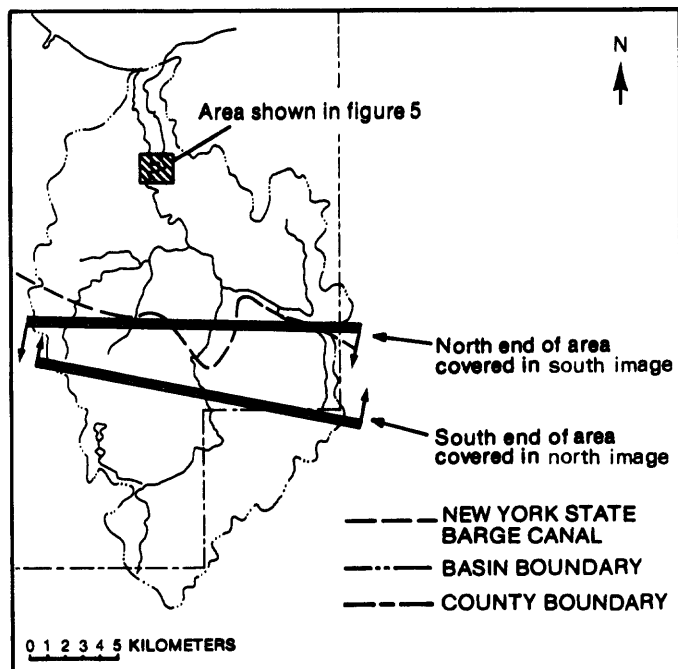 N
Area shown in figure 5
North end of area
covered in south image
South end of area
covered in north image
NEW YORK STATE
BARGE CANAL
BASIN BOUNDARY
COUNTY BOUNDARY
0 1 2 3 4 5 KILOMETERS